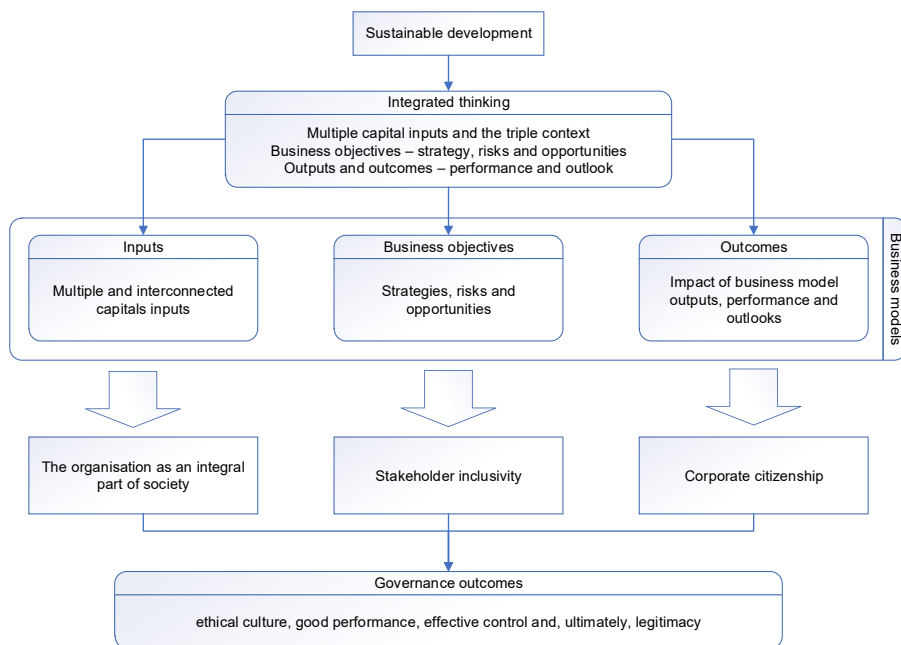 Sustainable development
Integrated thinking
Multiple capital inputs and the triple context
Business objectives – strategy, risks and opportunities
Outputs and outcomes – performance and outlook
Inputs
Multiple and interconnected
capitals inputs
Business objectives
Strategies, risks and
opportunities
Outcomes
Impact of business model
outputs, performance and
outlooks
Business models
The organisation as an integral
part of society
Stakeholder inclusivity
Corporate citizenship
Governance outcomes
ethical culture, good performance, effective control and, ultimately, legitimacy